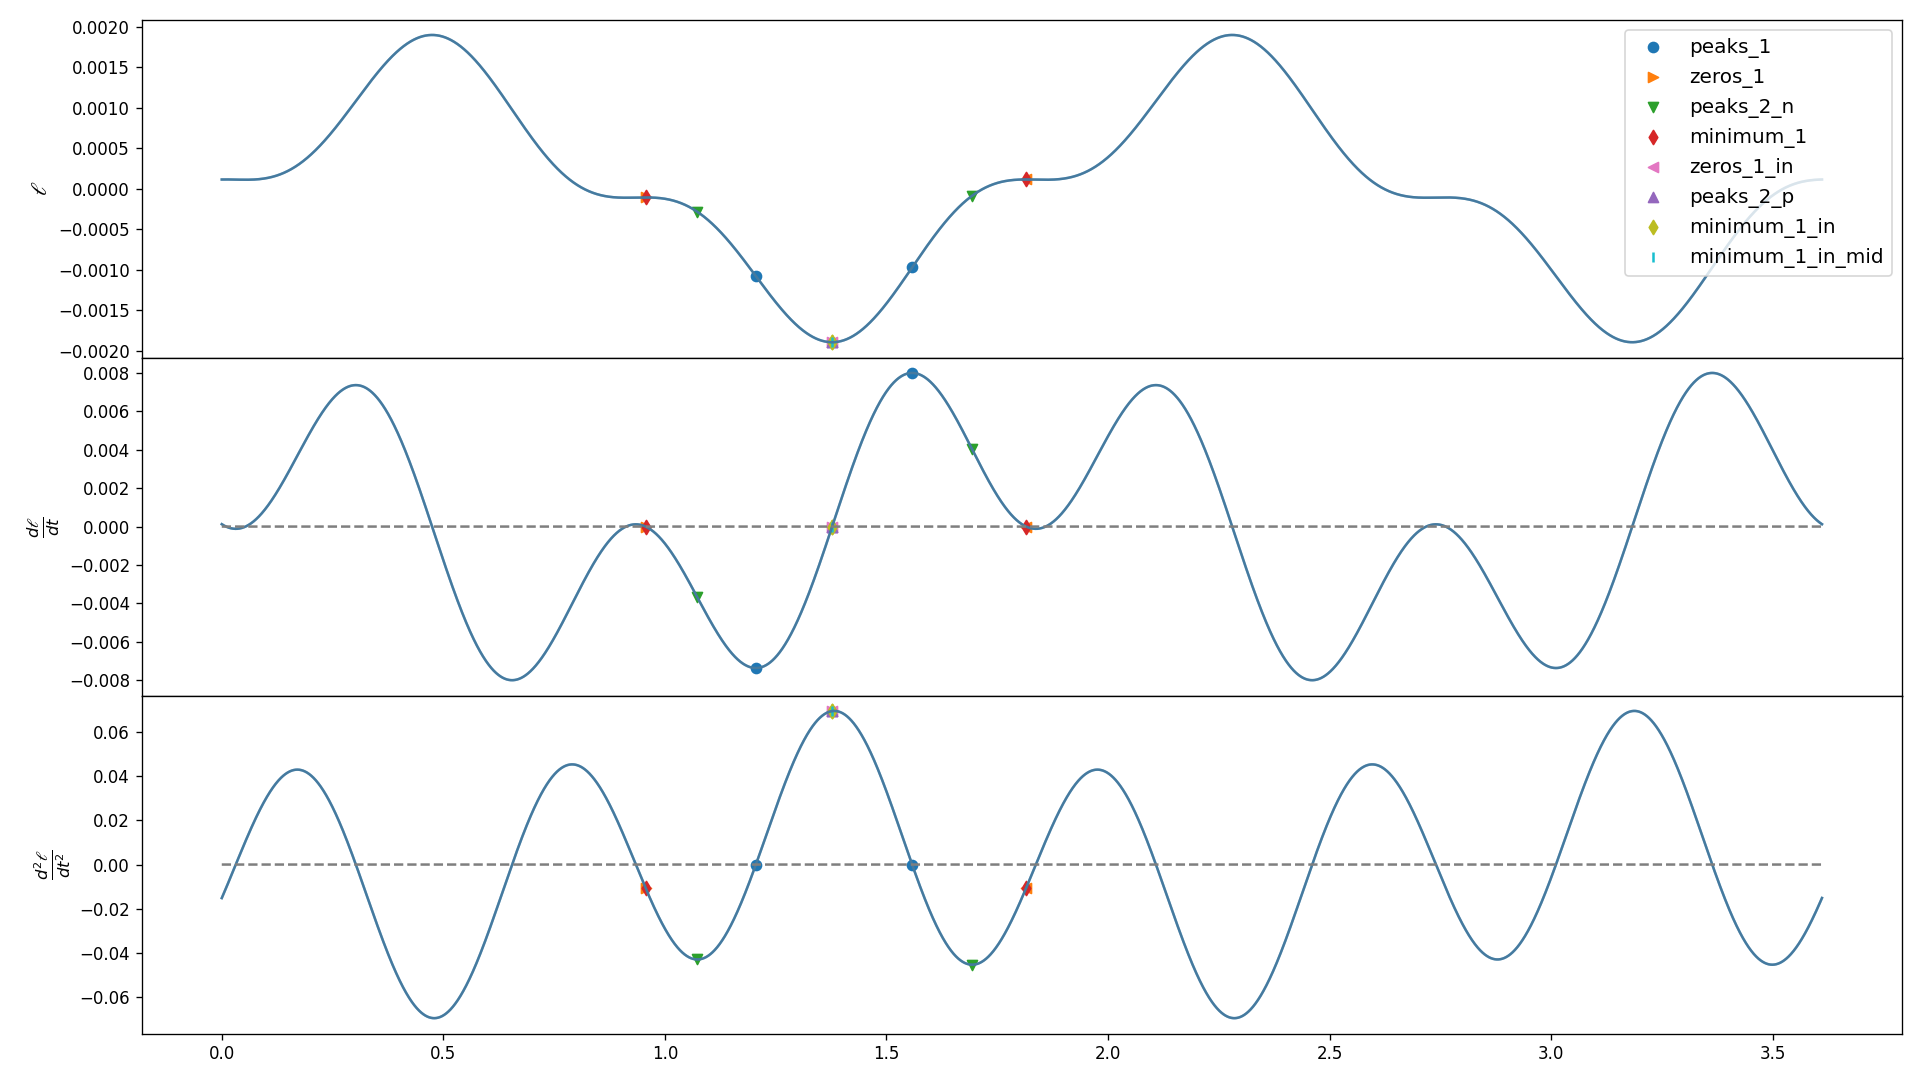 0.0020
0.0015
0.0010
0.0005
0.0000
−0.0005
−0.0010
−0.0015
−0.0020
ℓ
peaks_1
zeros_1
peaks_2_n
minimum_1
zeros_1_in
peaks_2_p
minimum_1_in
minimum_1_in_mid
0.008
0.006
0.004
0.002
0.000
−0.002
−0.004
−0.006
−0.008
dℓ/dt
0.06
0.04
0.02
0.00
−0.02
−0.04
−0.06
d²ℓ/dt²
0.0 0.5 1.0 1.5 2.0 2.5 3.0 3.5